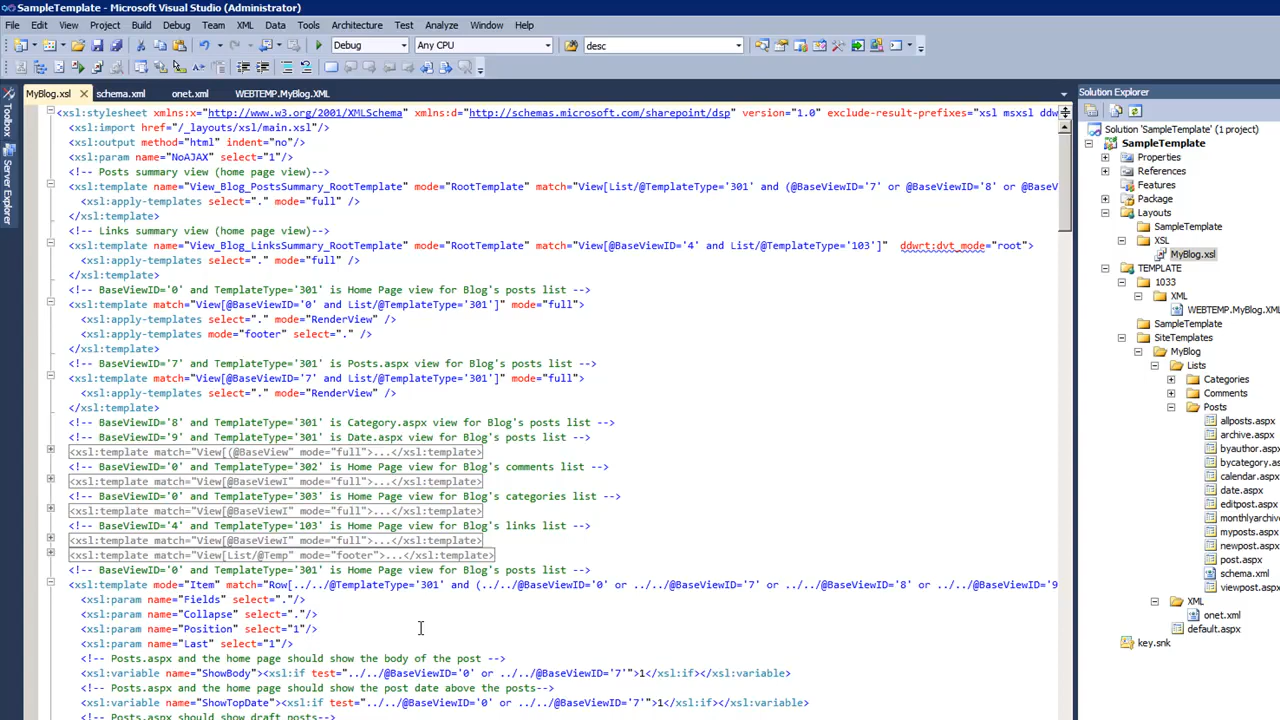 SampleTemplate - Microsoft Visual Studio (Administrator)
File Edit View Project Build Debug Team XML Data Tools Architecture Test Analyze Window Help
Debug Any CPU desc
MyBlog.xsl schema.xml onet.xml WEBTEMP.MyBlog.XML
Toolbox
Server Explorer
<xsl:stylesheet xmlns:x="http://www.w3.org/2001/XMLSchema" xmlns:d="http://schemas.microsoft.com/sharepoint/dsp" version="1.0" exclude-result-prefixes="xsl msxsl ddw
<xsl:import href="/_layouts/xsl/main.xsl"/>
<xsl:output method="html" indent="no"/>
<xsl:param name="NoAJAX" select="1"/>
<!-- Posts summary view (home page view)-->
<xsl:template name="View_Blog_PostsSummary_RootTemplate" mode="RootTemplate" match="View[List/@TemplateType='301' and (@BaseViewID='7' or @BaseViewID='8' or @BaseV
<xsl:apply-templates select="." mode="full" />
</xsl:template>
<!-- Links summary view (home page view)-->
<xsl:template name="View_Blog_LinksSummary_RootTemplate" mode="RootTemplate" match="View[@BaseViewID='4' and List/@TemplateType='103']" ddwrt:dvt_mode="root">
<xsl:apply-templates select="." mode="full" />
</xsl:template>
<!-- BaseViewID='0' and TemplateType='301' is Home Page view for Blog's posts list -->
<xsl:template match="View[@BaseViewID='0' and List/@TemplateType='301']" mode="full">
<xsl:apply-templates select="." mode="RenderView" />
<xsl:apply-templates mode="footer" select="." />
</xsl:template>
<!-- BaseViewID='7' and TemplateType='301' is Posts.aspx view for Blog's posts list -->
<xsl:template match="View[@BaseViewID='7' and List/@TemplateType='301']" mode="full">
<xsl:apply-templates select="." mode="RenderView" />
</xsl:template>
<!-- BaseViewID='8' and TemplateType='301' is Category.aspx view for Blog's posts list -->
<!-- BaseViewID='9' and TemplateType='301' is Date.aspx view for Blog's posts list -->
<xsl:template match="View[(@BaseView" mode="full">...</xsl:template>
<!-- BaseViewID='0' and TemplateType='302' is Home Page view for Blog's comments list -->
<xsl:template match="View[@BaseViewI" mode="full">...</xsl:template>
<!-- BaseViewID='0' and TemplateType='303' is Home Page view for Blog's categories list -->
<xsl:template match="View[@BaseViewI" mode="full">...</xsl:template>
<!-- BaseViewID='4' and TemplateType='103' is Home Page view for Blog's links list -->
<xsl:template match="View[@BaseViewI" mode="full">...</xsl:template>
<xsl:template match="View[List/@Temp" mode="footer">...</xsl:template>
<!-- BaseViewID='0' and TemplateType='301' is Home Page view for Blog's posts list -->
<xsl:template mode="Item" match="Row[../../@TemplateType='301' and (../../@BaseViewID='0' or ../../@BaseViewID='7' or ../../@BaseViewID='8' or ../../@BaseViewID='9
<xsl:param name="Fields" select="."/>
<xsl:param name="Collapse" select="."/>
<xsl:param name="Position" select="1"/>
<xsl:param name="Last" select="1"/>
<!-- Posts.aspx and the home page should show the body of the post -->
<xsl:variable name="ShowBody"><xsl:if test="../../@BaseViewID='0' or ../../@BaseViewID='7'">1</xsl:if></xsl:variable>
<!-- Posts.aspx and the home page should show the post date above the posts-->
<xsl:variable name="ShowTopDate"><xsl:if test="../../@BaseViewID='0' or ../../@BaseViewID='7'">1</xsl:if></xsl:variable>
<!-- Posts.aspx should show draft posts-->
Solution Explorer
Solution 'SampleTemplate' (1 project)
SampleTemplate
Properties
References
Features
Package
Layouts
SampleTemplate
XSL
MyBlog.xsl
TEMPLATE
1033
XML
WEBTEMP.MyBlog.XML
SampleTemplate
SiteTemplates
MyBlog
Lists
Categories
Comments
Posts
allposts.aspx
archive.aspx
byauthor.aspx
bycategory.aspx
calendar.aspx
date.aspx
editpost.aspx
monthlyarchiv
myposts.aspx
newpost.aspx
post.aspx
schema.xml
viewpost.aspx
XML
onet.xml
default.aspx
key.snk